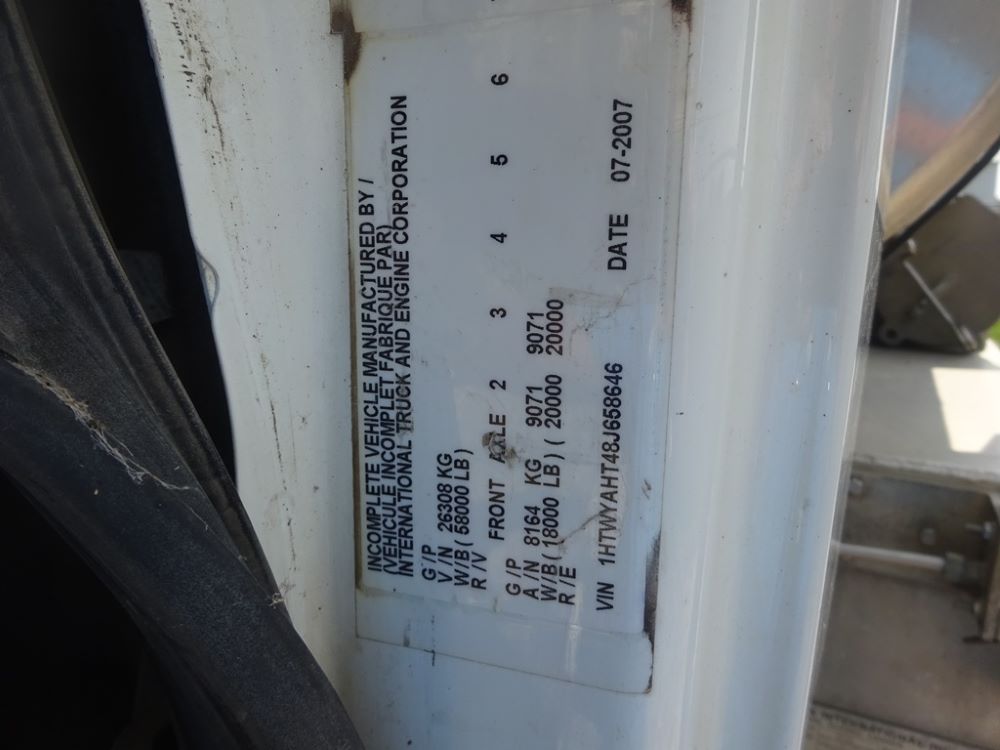 INCOMPLETE VEHICLE MANUFACTURED BY /
(VEHICULE INCOMPLET FABRIQUE PAR)
INTERNATIONAL TRUCK AND ENGINE CORPORATION
G / P
V / N 26308 KG
W/B ( 58000 LB )
R / V
FRONT AXLE 2 3 4 5 6
G / P
A / N 8164 KG 9071 9071
W/B ( 18000 LB ) ( 20000 20000
R / E
VIN 1HTWYAHT48J658646 DATE 07-2007